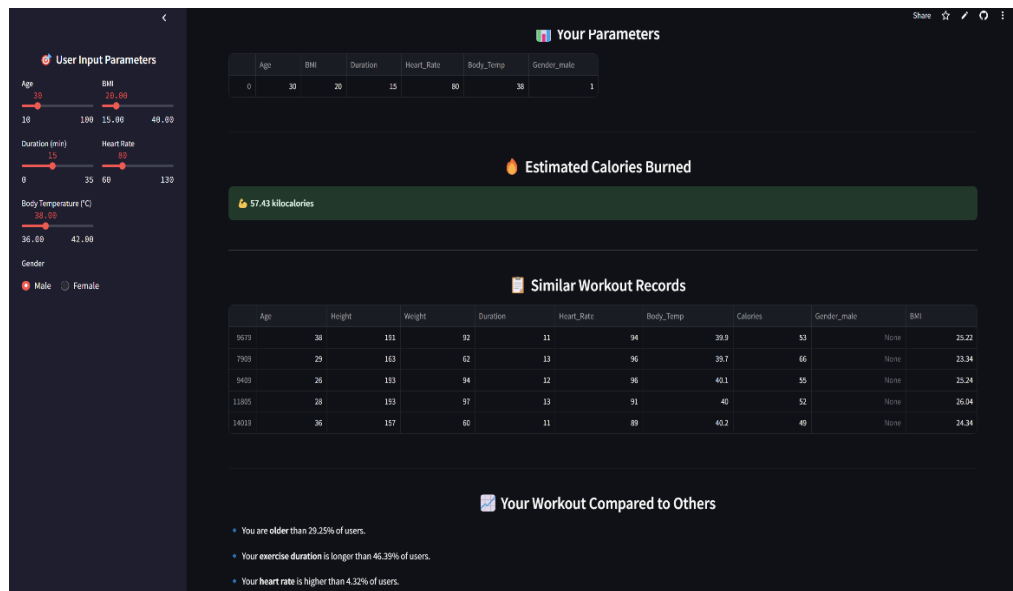 Share
User Input Parameters
Age BMI
30 20.00
10 100 15.00 40.00
Duration (min) Heart Rate
15 80
0 35 60 130
Body Temperature (°C)
38.00
36.00 42.00
Gender
Male Female
Your Parameters
Age BMI Duration Heart_Rate Body_Temp Gender_male
0 30 20 15 80 38 1
Estimated Calories Burned
57.43 kilocalories
Similar Workout Records
Age Height Weight Duration Heart_Rate Body_Temp Calories Gender_male BMI
9679 38 191 92 11 94 39.9 53 None 25.22
7909 29 163 62 13 96 39.7 66 None 23.34
9409 26 193 94 12 96 40.1 55 None 25.24
11805 28 193 97 13 91 40 52 None 26.04
14019 36 157 60 11 89 40.2 49 None 24.34
Your Workout Compared to Others
You are older than 29.25% of users.
Your exercise duration is longer than 46.39% of users.
Your heart rate is higher than 4.32% of users.